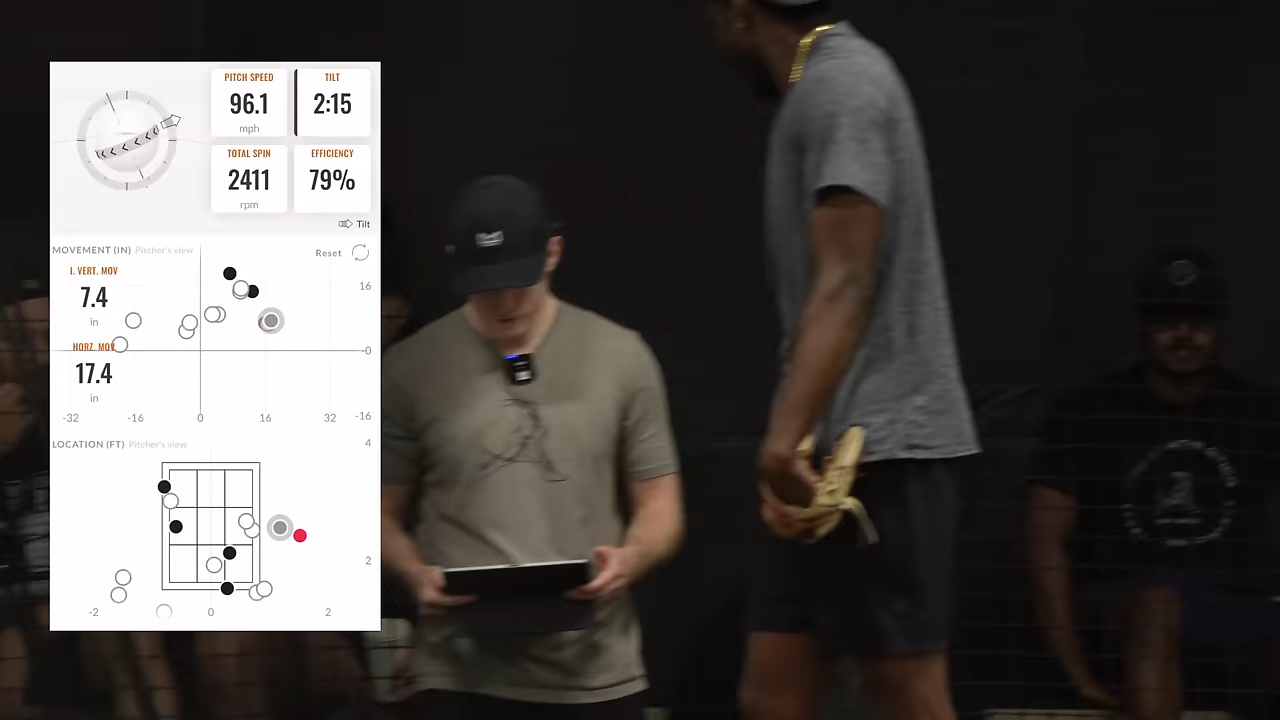 PITCH SPEED
96.1
mph
TILT
2:15
TOTAL SPIN
2411
rpm
EFFICIENCY
79%
Tilt
MOVEMENT (IN) Pitcher's view
Reset
I. VERT. MOV
7.4
in
HORZ. MOV
17.4
in
16
-0
-16
-32 -16 0 16 32
LOCATION (FT) Pitcher's view
4
2
-2 0 2